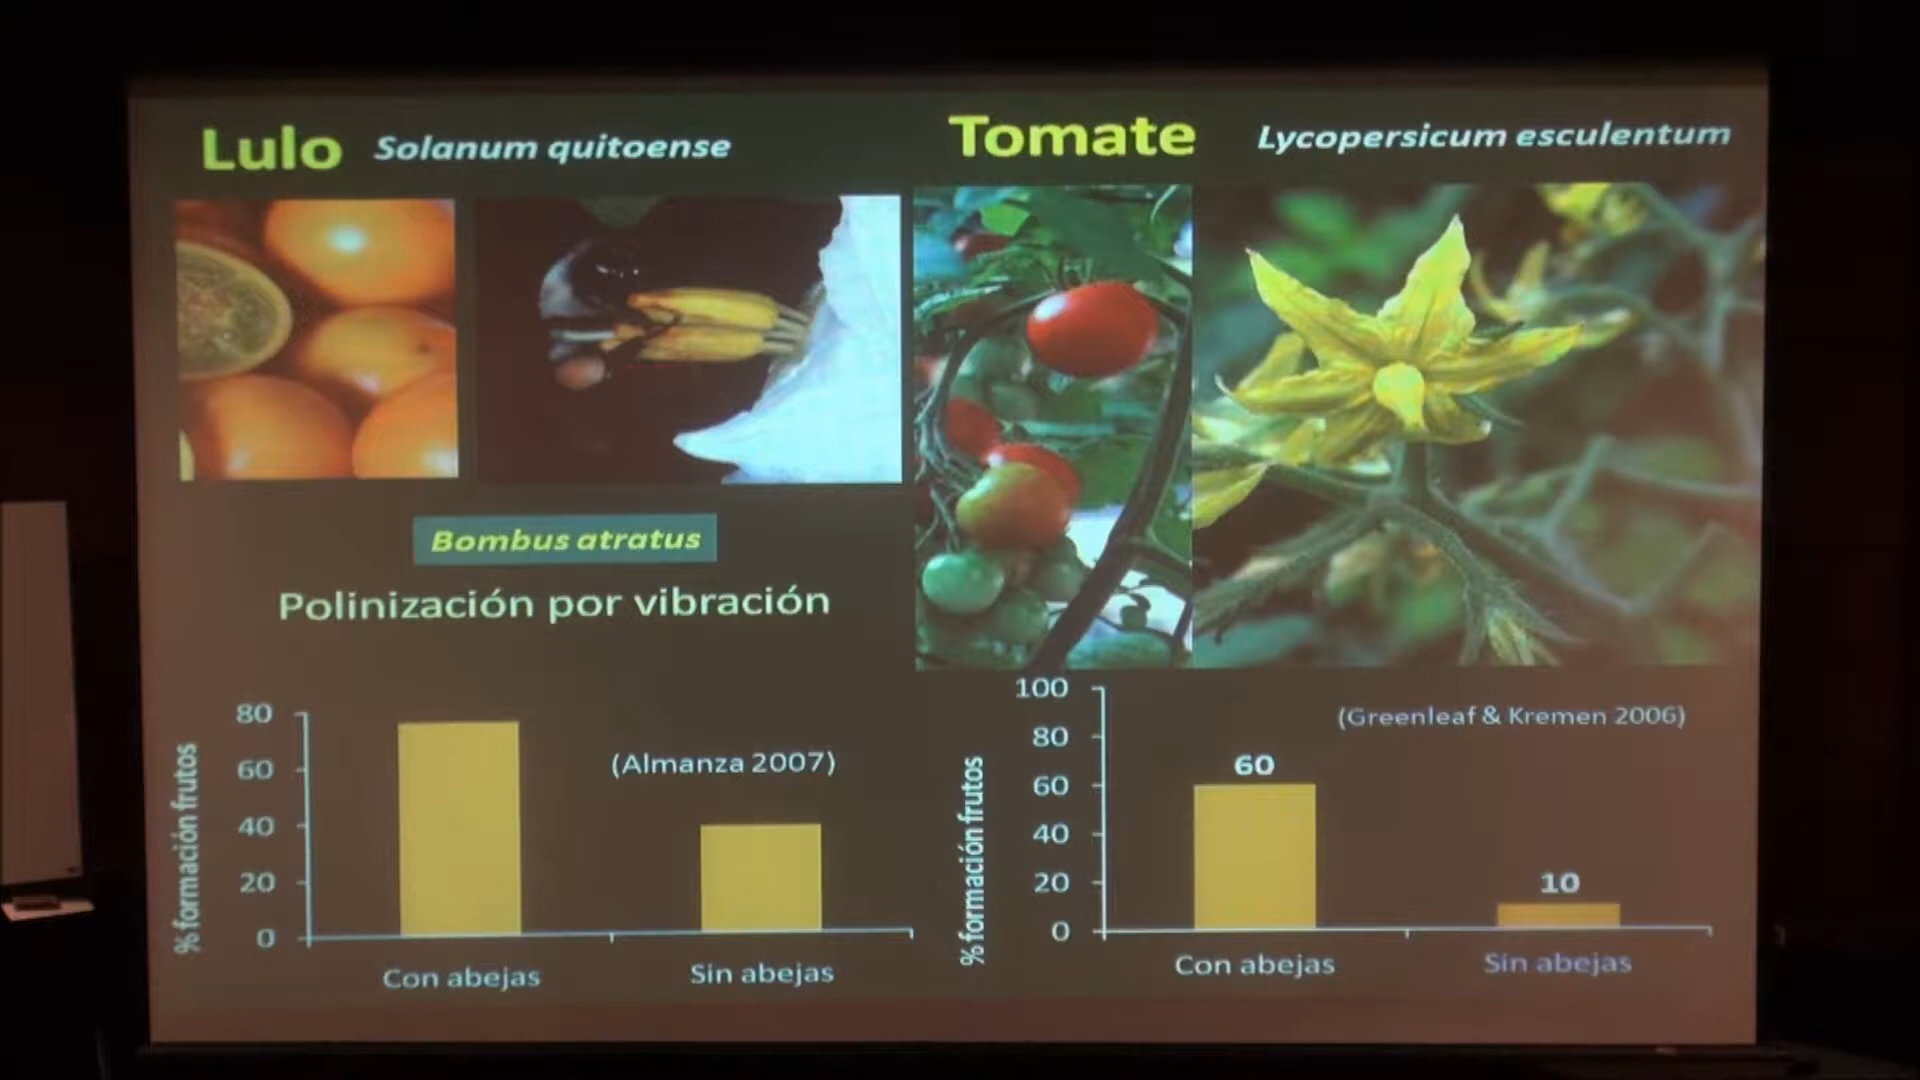 Lulo Solanum quitoense
Bombus atratus
Polinización por vibración
% formación frutos
80
60
40
20
0
(Almanza 2007)
Con abejas
Sin abejas
Tomate Lycopersicum esculentum
% formación frutos
100
80
60
40
20
0
(Greenleaf & Kremen 2006)
60
10
Con abejas
Sin abejas